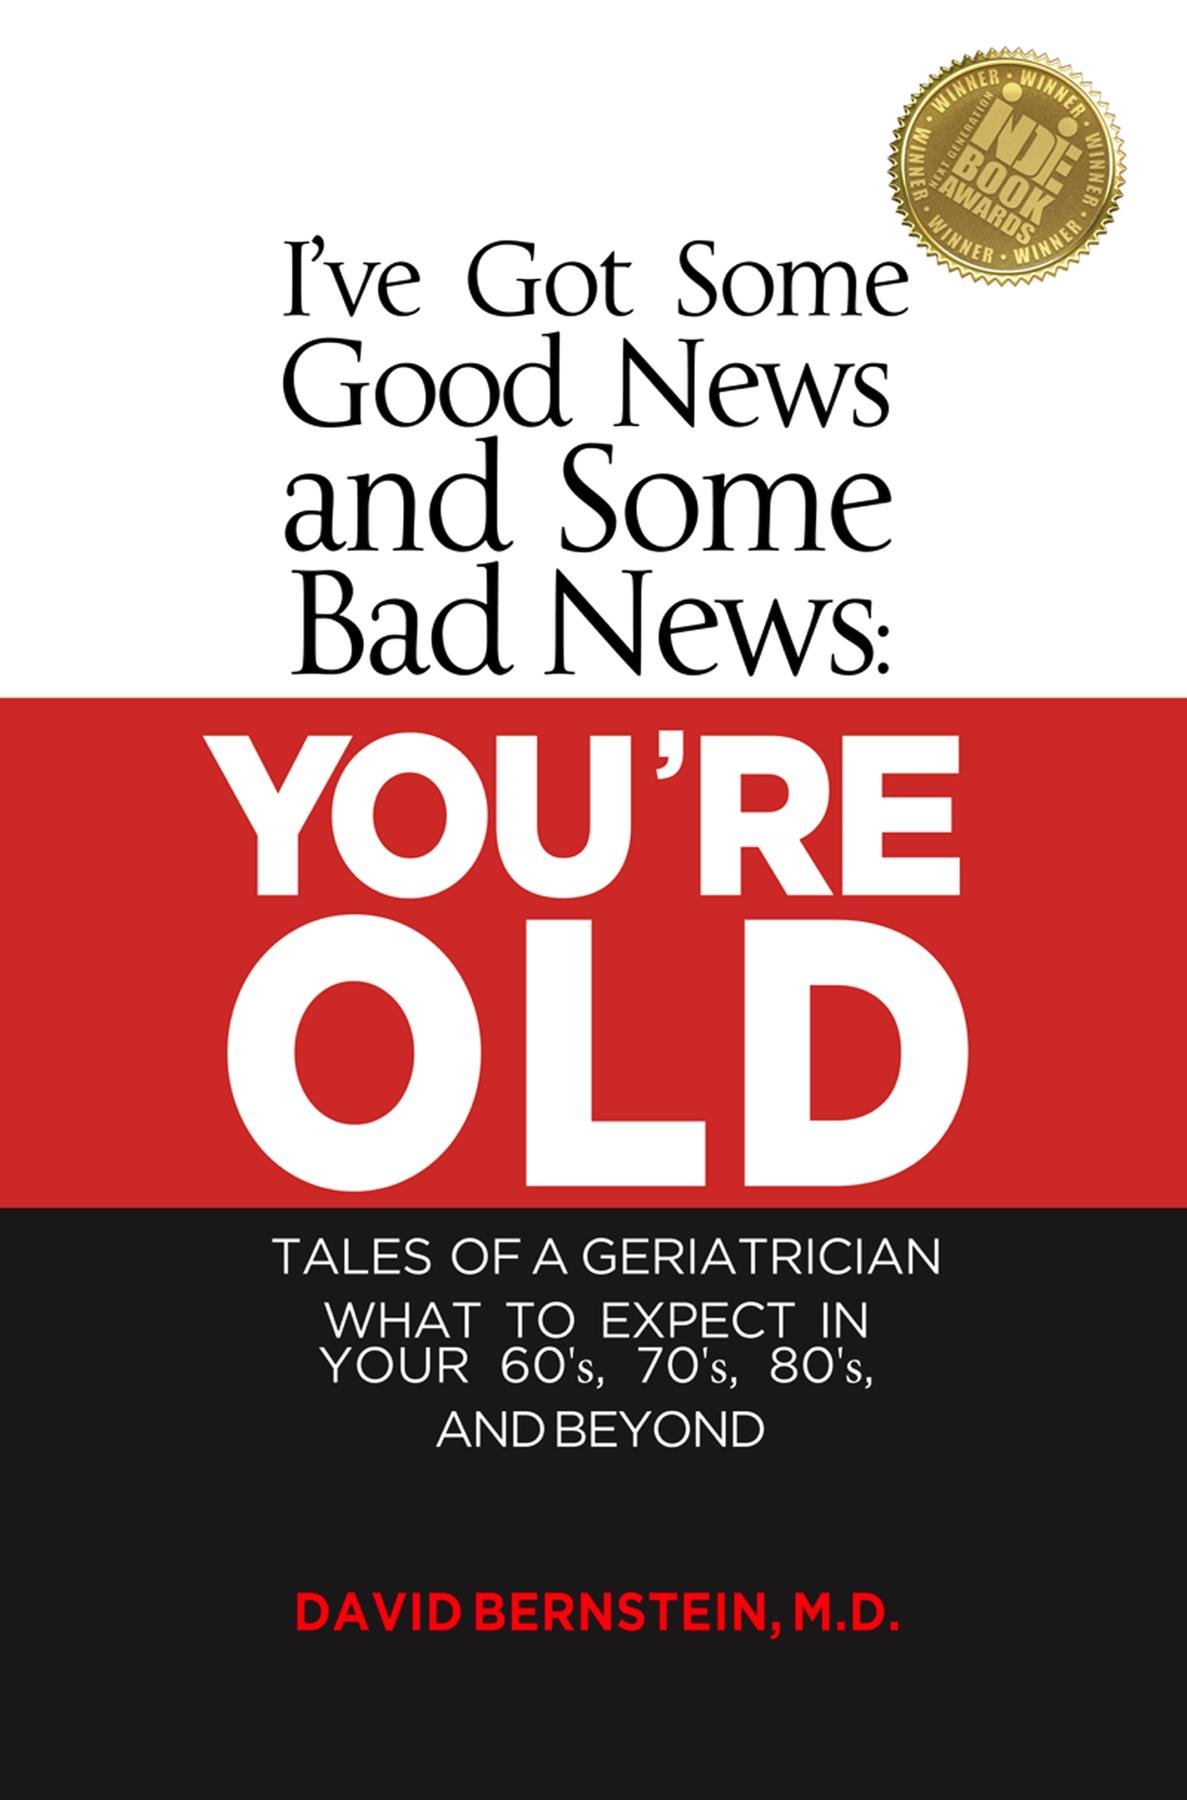 WINNER · WINNER · WINNER · WINNER · WINNER · WINNER ·
NEXT GENERATION
iNDiE
BOOK
AWARDS
I've Got Some
Good News
and Some
Bad News:
YOU'RE
OLD
TALES OF A GERIATRICIAN
WHAT TO EXPECT IN
YOUR 60's, 70's, 80's,
AND BEYOND
DAVID BERNSTEIN, M.D.